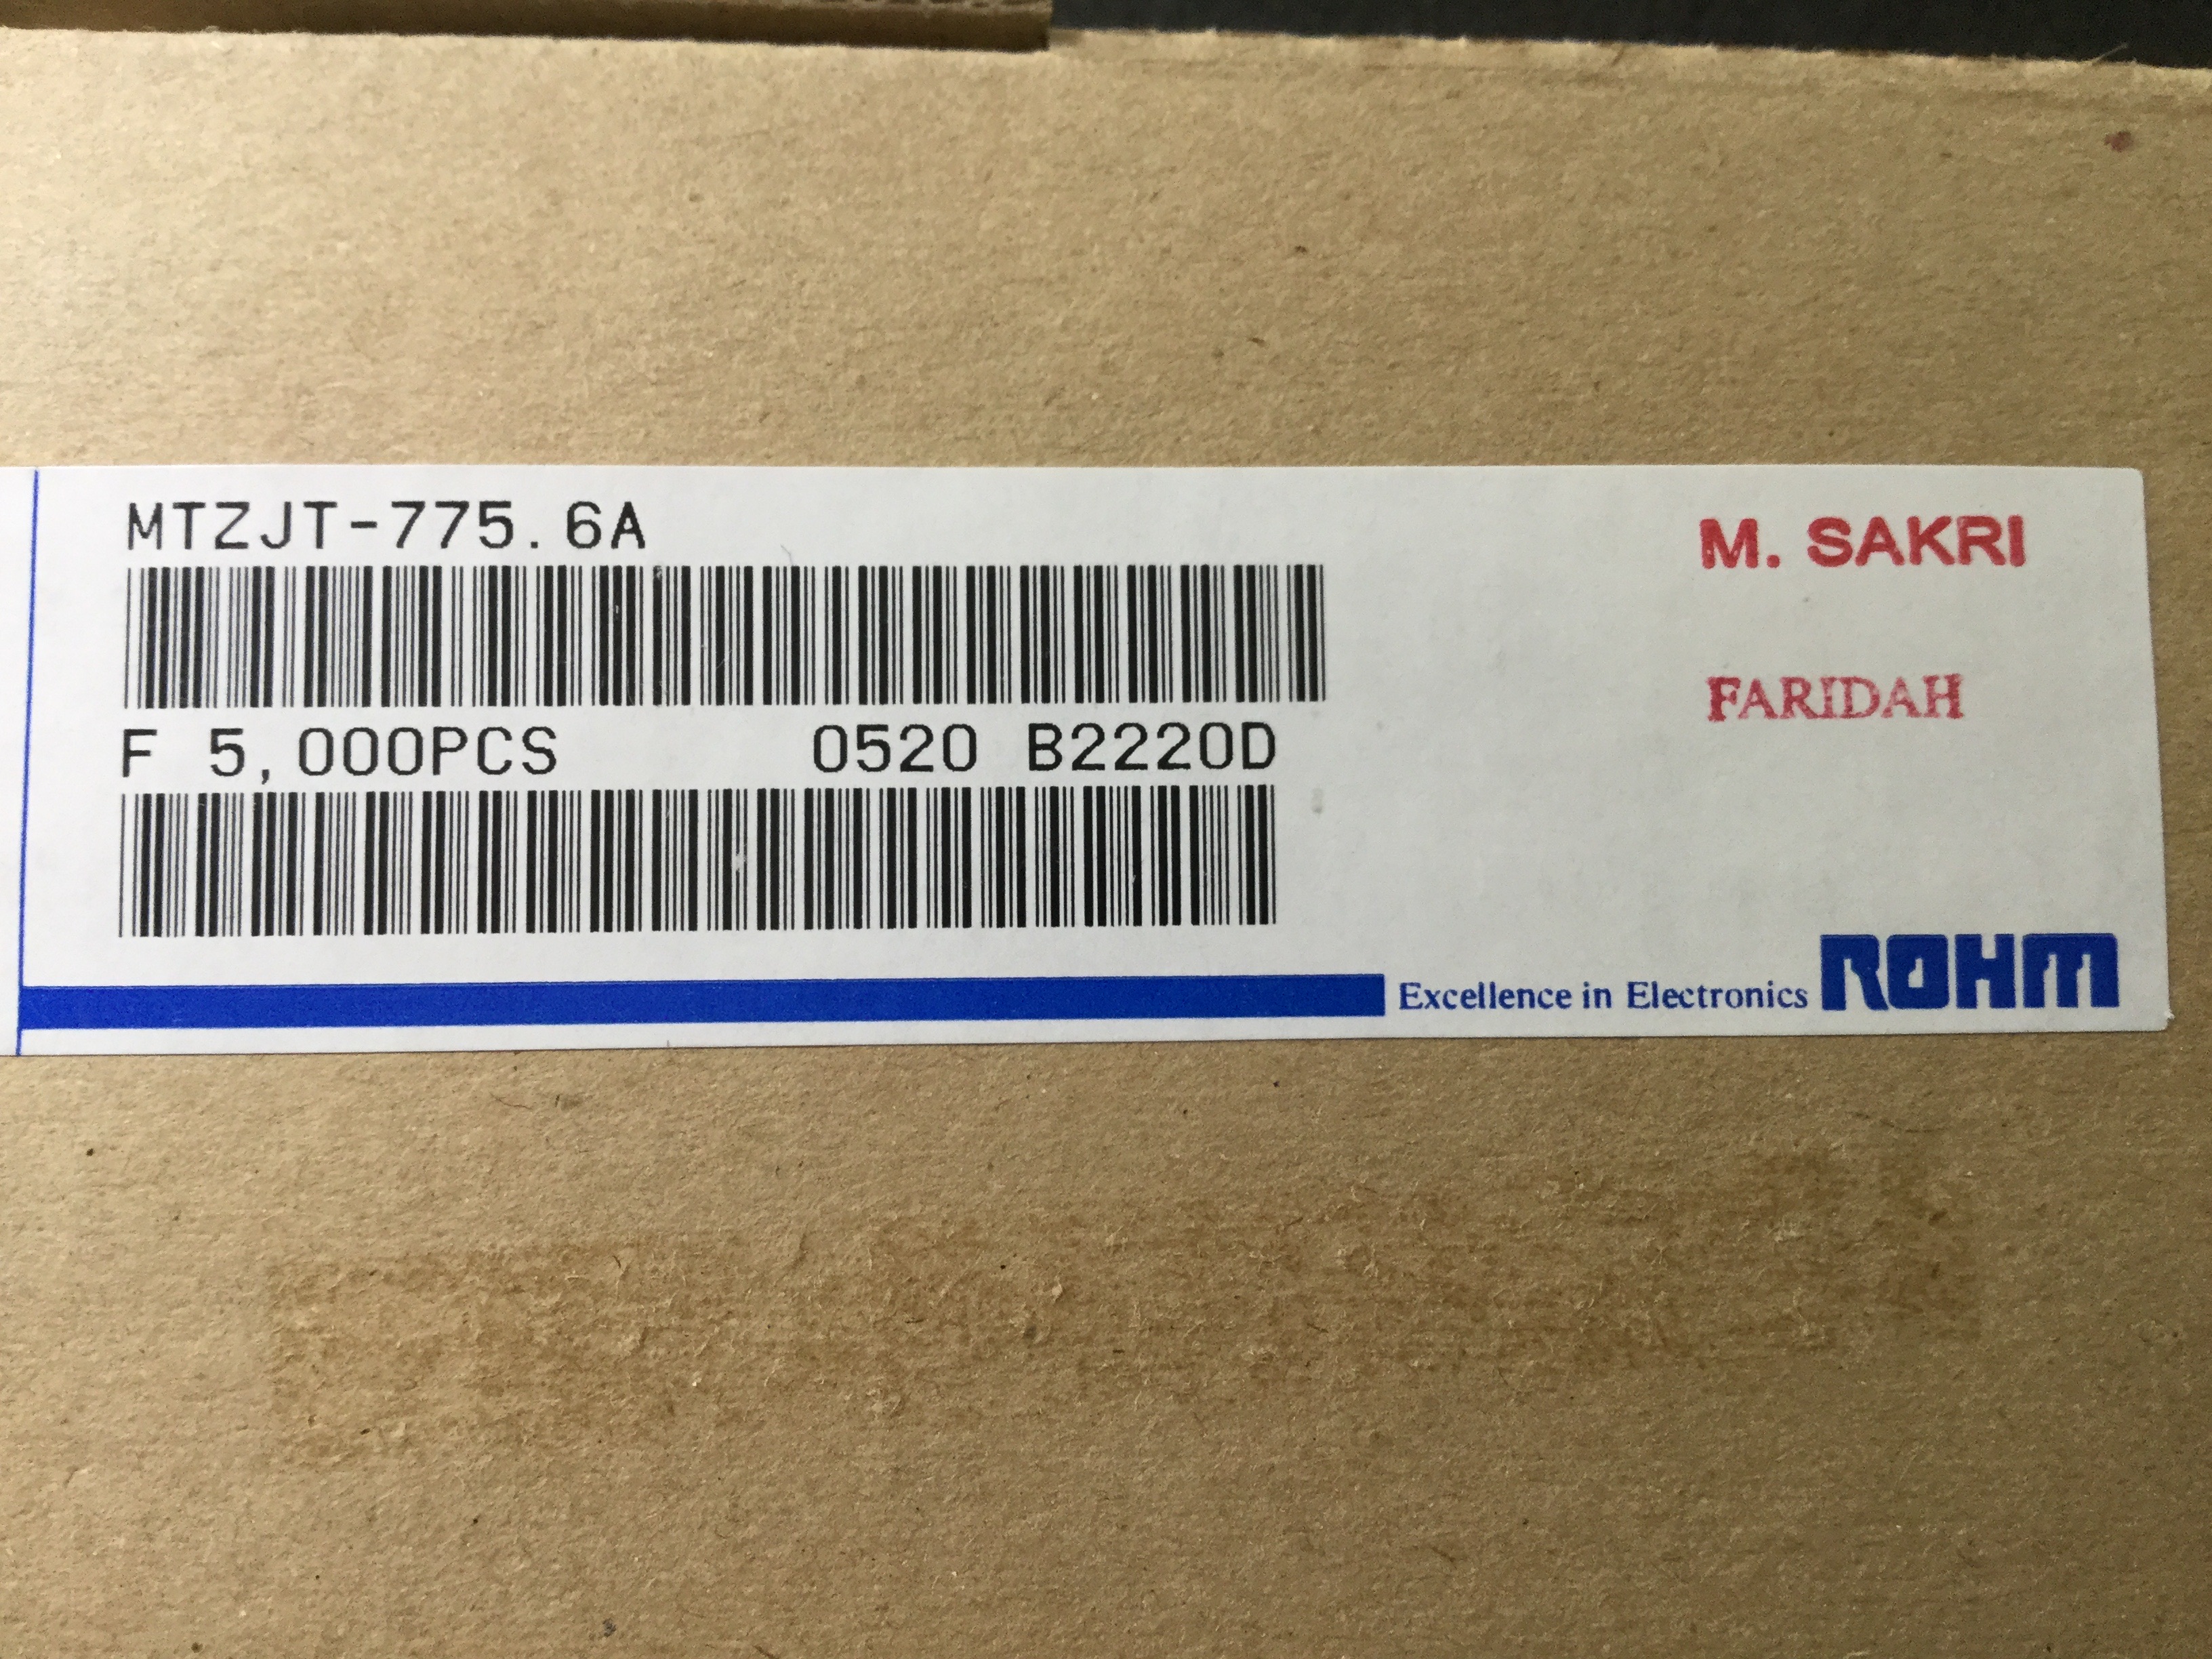 MTZJT-775.6A
M. SAKRI
FARIDAH
F 5,000PCS 0520 B2220D
Excellence in Electronics ROHM